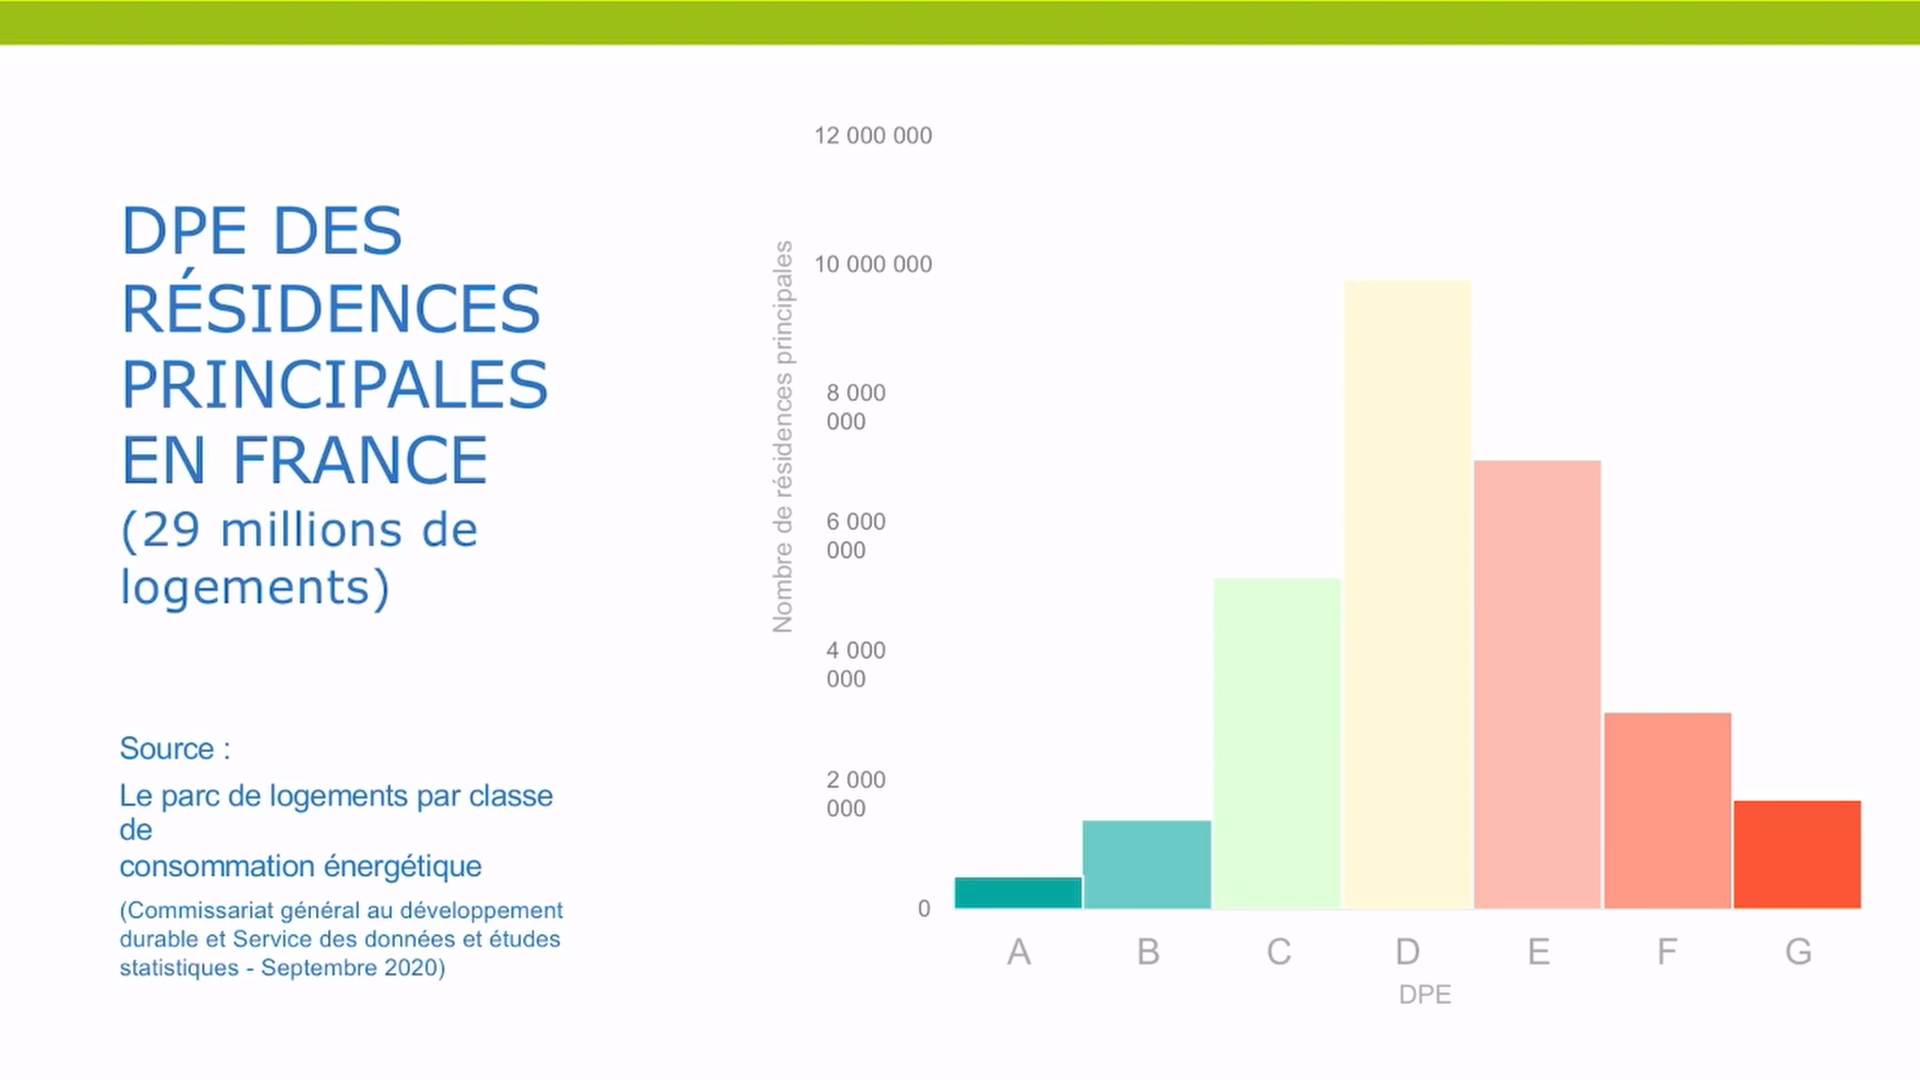 DPE DES
RÉSIDENCES
PRINCIPALES
EN FRANCE
(29 millions de
logements)
Source :
Le parc de logements par classe
de
consommation énergétique
(Commissariat général au développement
durable et Service des données et études
statistiques - Septembre 2020)
Nombre de résidences principales
12 000 000
10 000 000
8 000
000
6 000
000
4 000
000
2 000
000
0
A B C D E F G
DPE